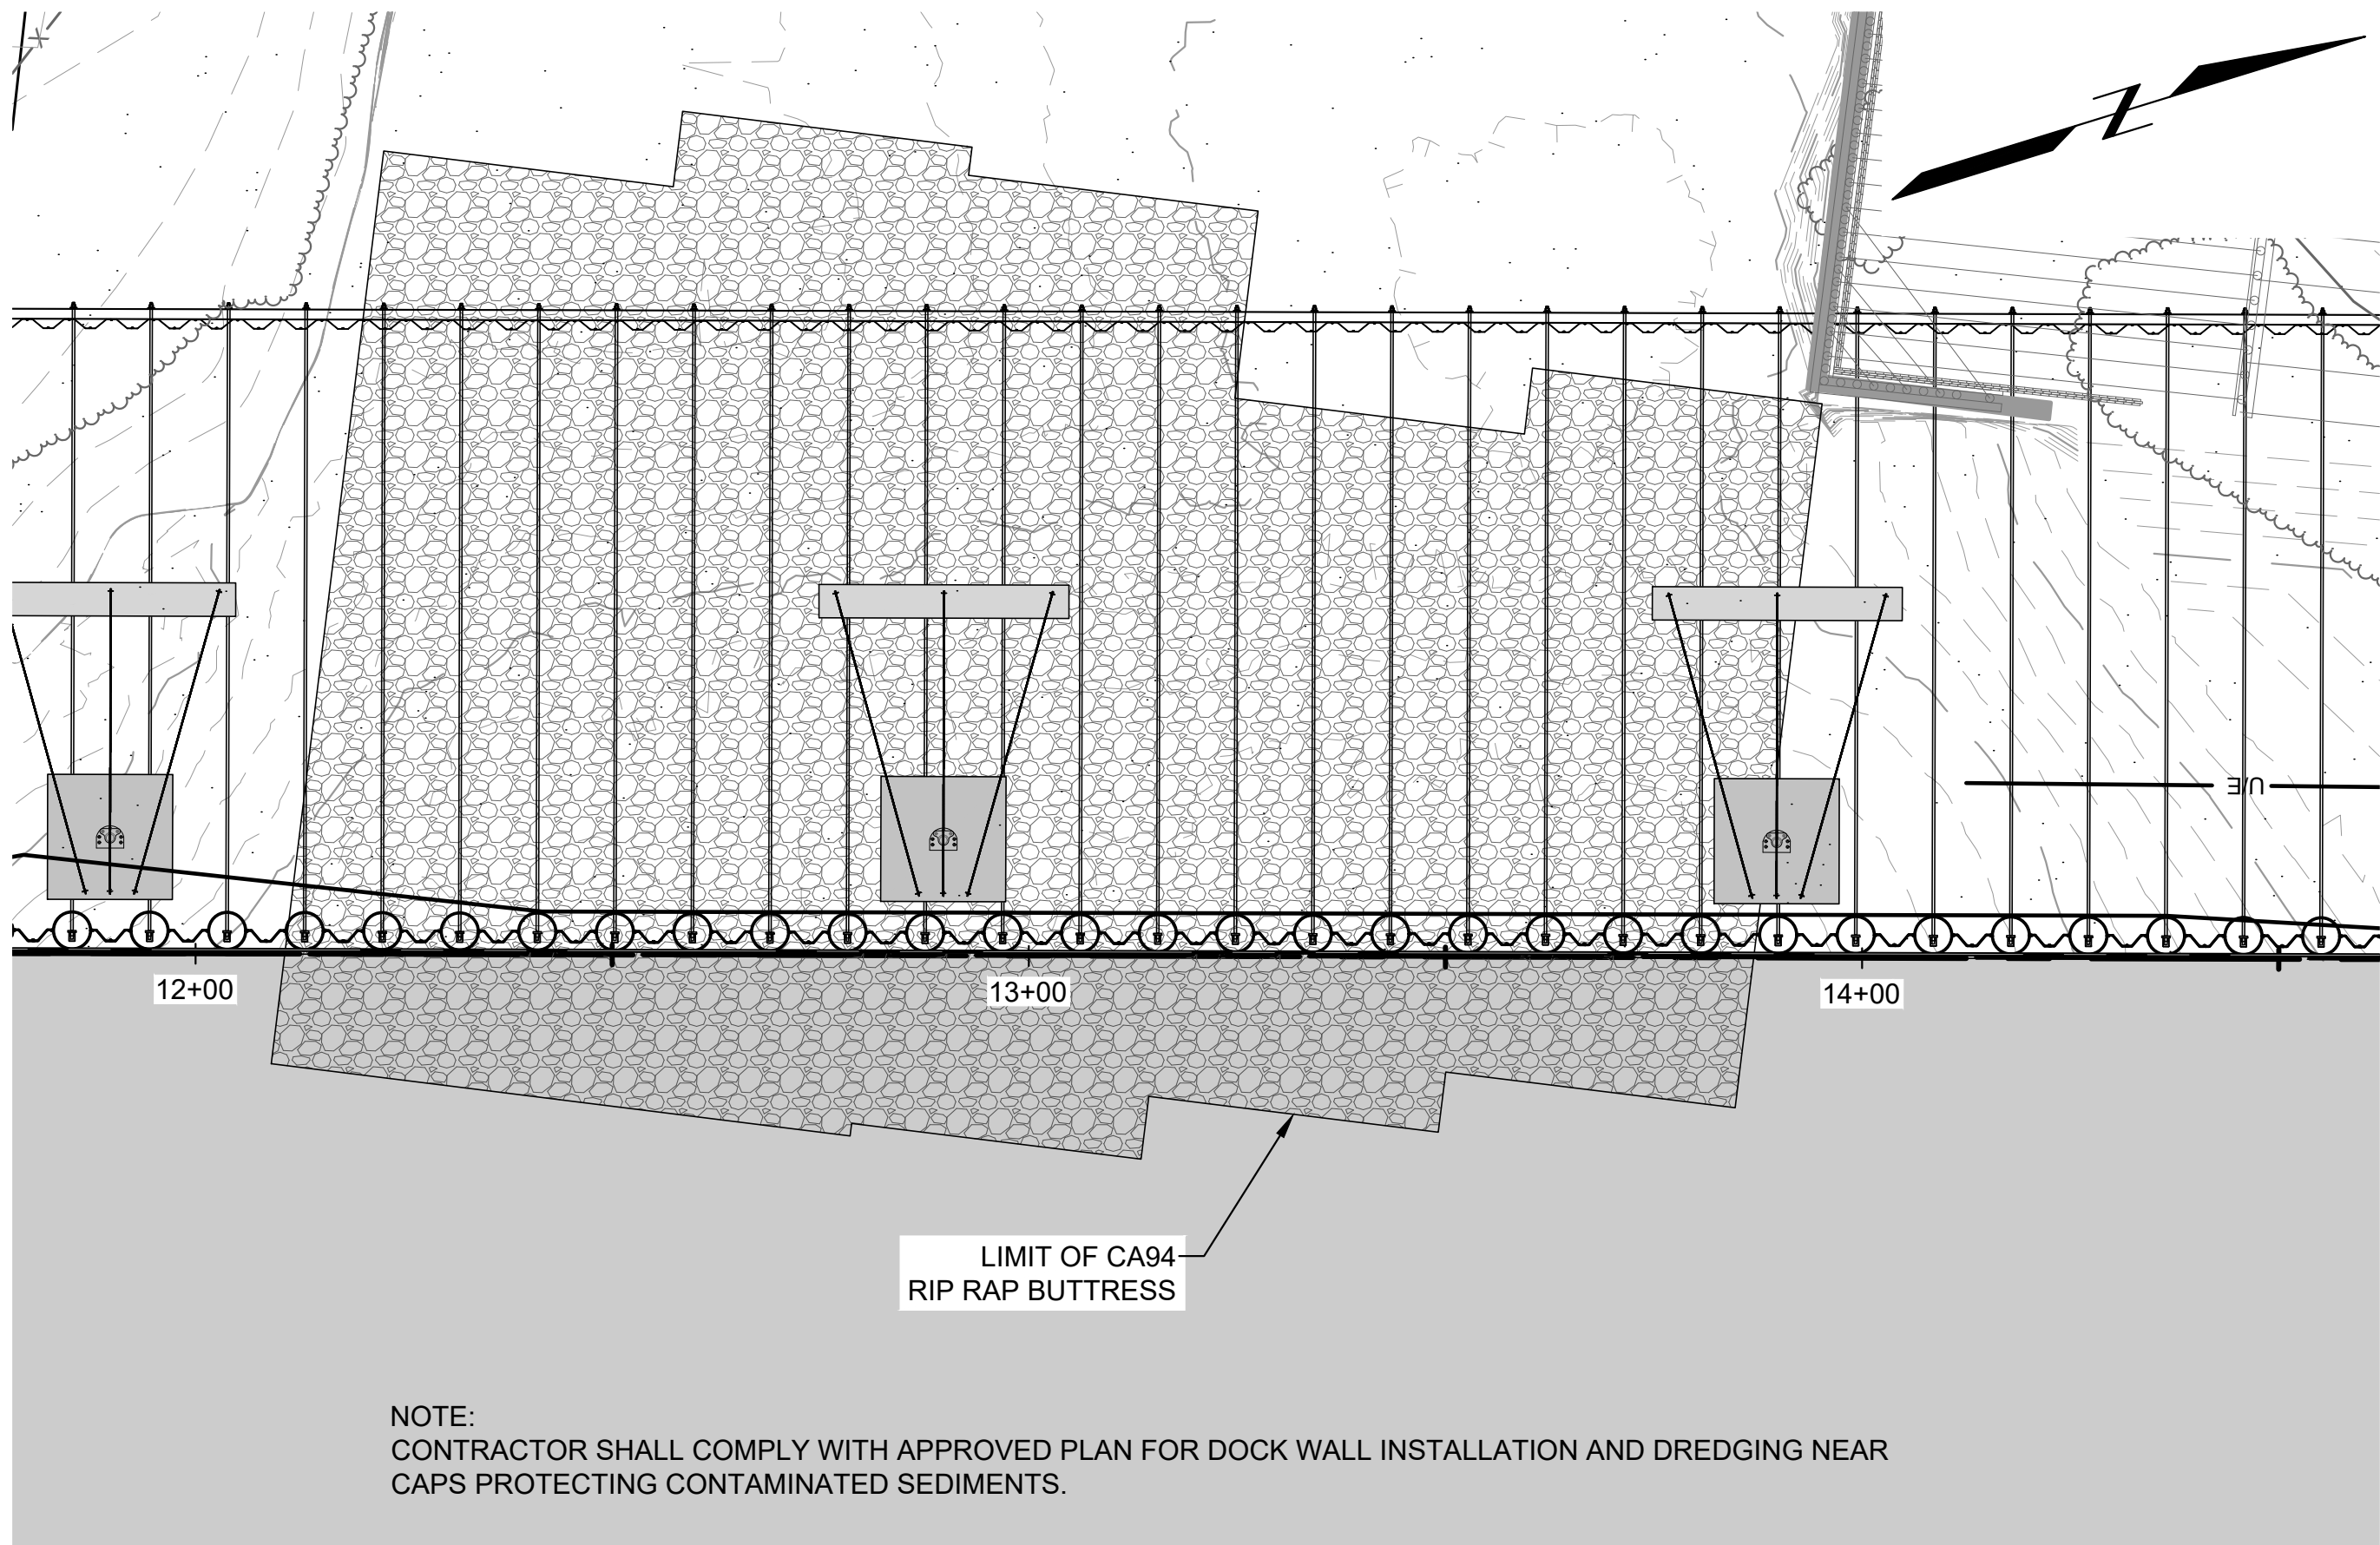 Z
U/E
12+00
13+00
14+00
LIMIT OF CA94
RIP RAP BUTTRESS
NOTE:
CONTRACTOR SHALL COMPLY WITH APPROVED PLAN FOR DOCK WALL INSTALLATION AND DREDGING NEAR
CAPS PROTECTING CONTAMINATED SEDIMENTS.